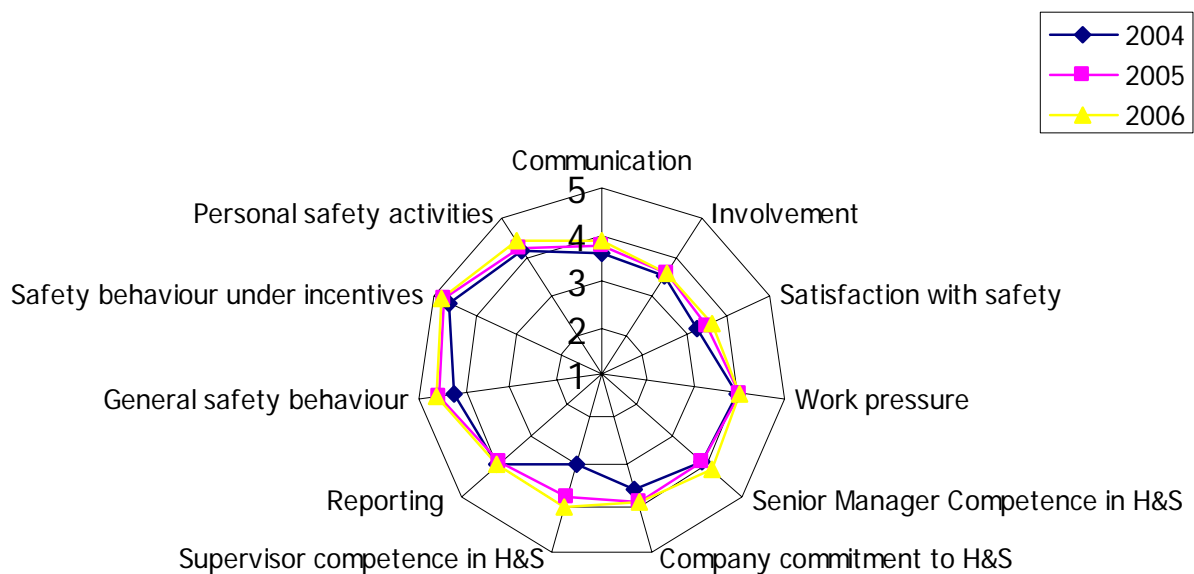 2004
2005
2006
Communication
Involvement
Satisfaction with safety
Work pressure
Senior Manager Competence in H&S
Company commitment to H&S
Supervisor competence in H&S
Reporting
General safety behaviour
Safety behaviour under incentives
Personal safety activities
5
4
3
2
1